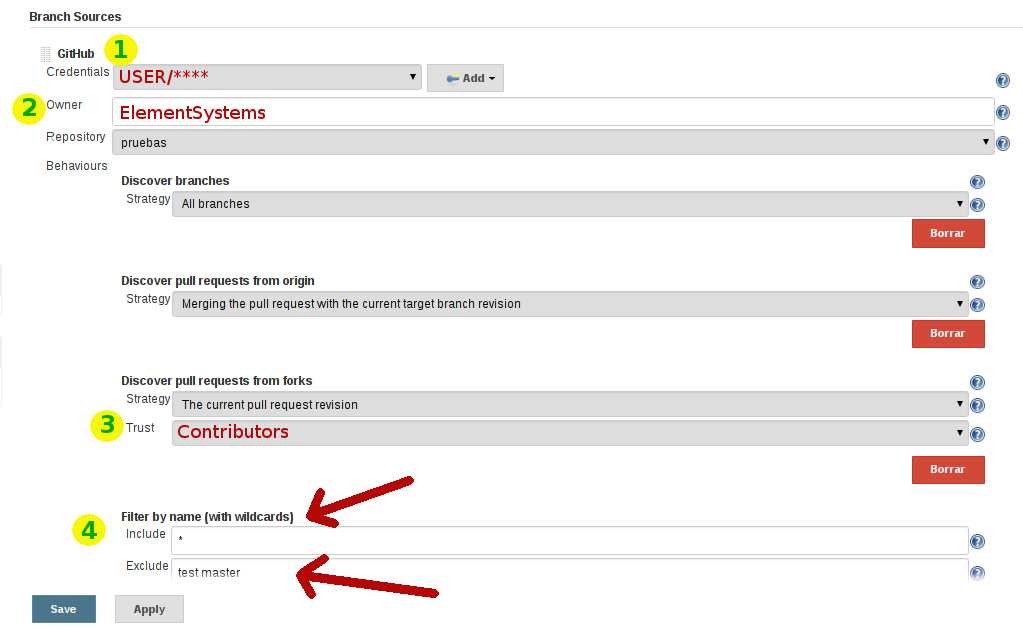 Branch Sources
GitHub 1
Credentials USER/**** Add
2 Owner ElementSystems
Repository pruebas
Behaviours
Discover branches
Strategy All branches
Borrar
Discover pull requests from origin
Strategy Merging the pull request with the current target branch revision
Borrar
Discover pull requests from forks
Strategy The current pull request revision
3 Trust Contributors
Borrar
Filter by name (with wildcards)
4 Include *
Exclude test master
Save Apply